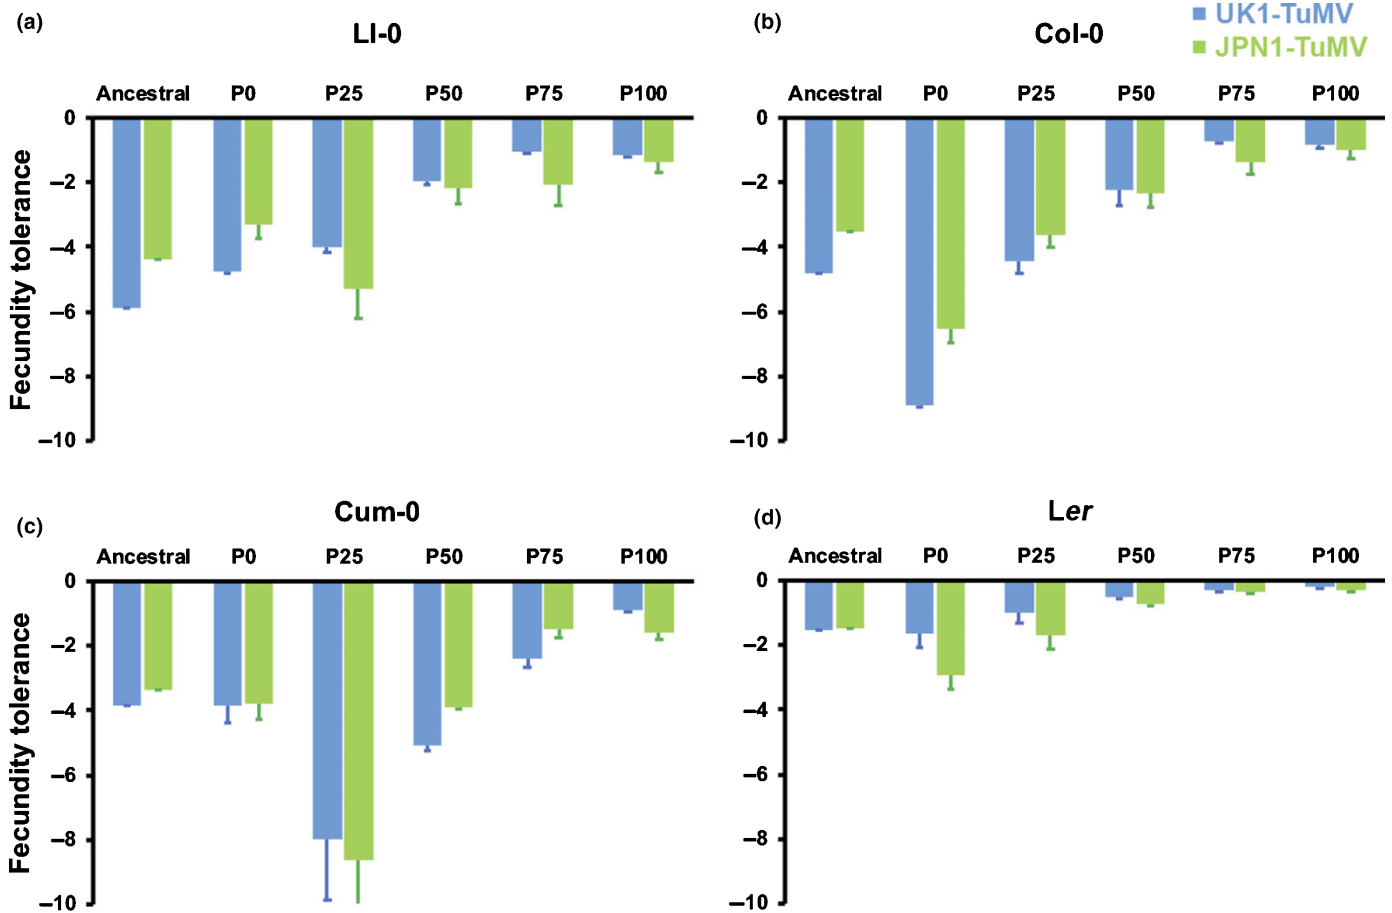 (a)
Ll-0
Ancestral P0 P25 P50 P75 P100
0
–2
–4
–6
–8
–10
Fecundity tolerance
(b)
Col-0
UK1-TuMV
JPN1-TuMV
Ancestral P0 P25 P50 P75 P100
0
–2
–4
–6
–8
–10
(c)
Cum-0
Ancestral P0 P25 P50 P75 P100
0
–2
–4
–6
–8
–10
Fecundity tolerance
(d)
Ler
Ancestral P0 P25 P50 P75 P100
0
–2
–4
–6
–8
–10